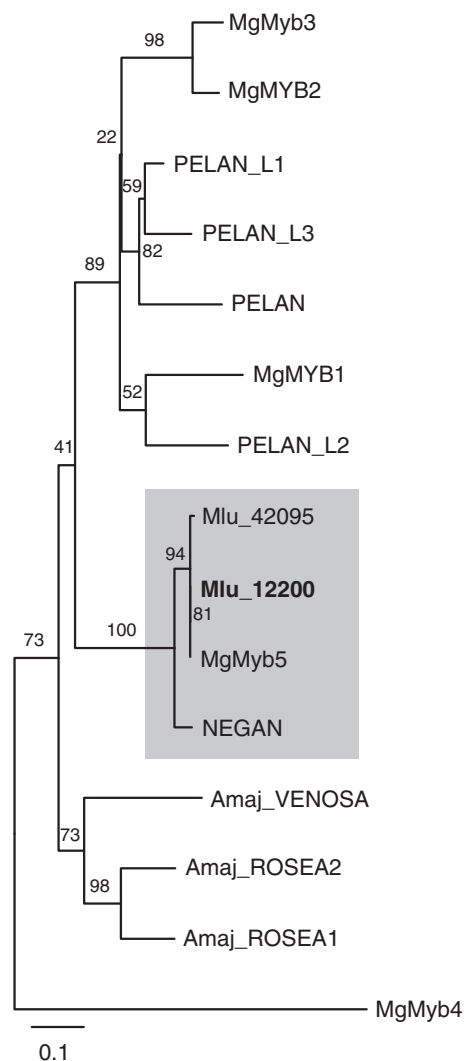 MgMyb3
98
MgMYB2
22
PELAN_L1
59
PELAN_L3
82
89
PELAN
MgMYB1
52
PELAN_L2
41
Mlu_42095
94
Mlu_12200
81
100
73
MgMyb5
NEGAN
Amaj_VENOSA
73
Amaj_ROSEA2
98
Amaj_ROSEA1
MgMyb4
0.1